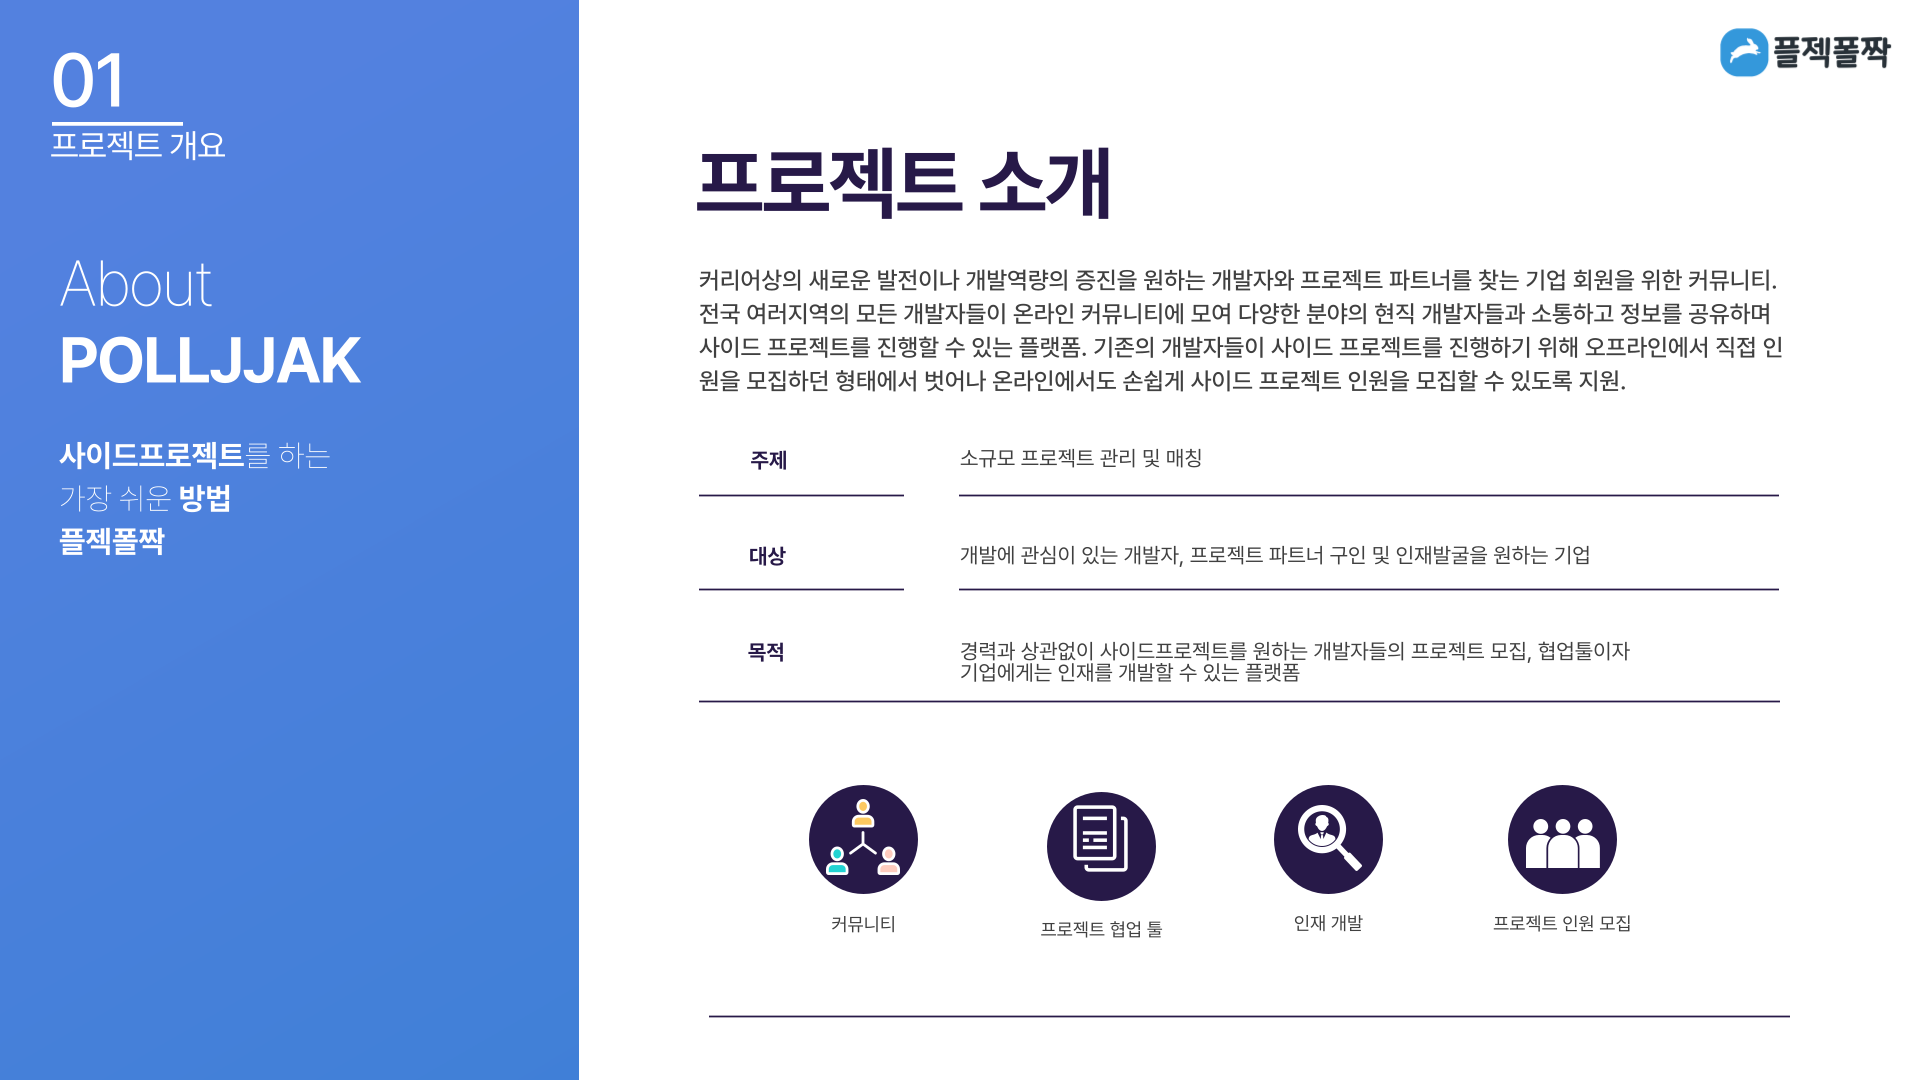 01
프로젝트 개요
About
POLLJJAK
사이드프로젝트를 하는
가장 쉬운 방법
플젝폴짝
플젝폴짝
프로젝트 소개
커리어상의 새로운 발전이나 개발역량의 증진을 원하는 개발자와 프로젝트 파트너를 찾는 기업 회원을 위한 커뮤니티.
전국 여러지역의 모든 개발자들이 온라인 커뮤니티에 모여 다양한 분야의 현직 개발자들과 소통하고 정보를 공유하며
사이드 프로젝트를 진행할 수 있는 플랫폼. 기존의 개발자들이 사이드 프로젝트를 진행하기 위해 오프라인에서 직접 인
원을 모집하던 형태에서 벗어나 온라인에서도 손쉽게 사이드 프로젝트 인원을 모집할 수 있도록 지원.
주제
소규모 프로젝트 관리 및 매칭
대상
개발에 관심이 있는 개발자, 프로젝트 파트너 구인 및 인재발굴을 원하는 기업
목적
경력과 상관없이 사이드프로젝트를 원하는 개발자들의 프로젝트 모집, 협업툴이자
기업에게는 인재를 개발할 수 있는 플랫폼
커뮤니티
프로젝트 협업 툴
인재 개발
프로젝트 인원 모집